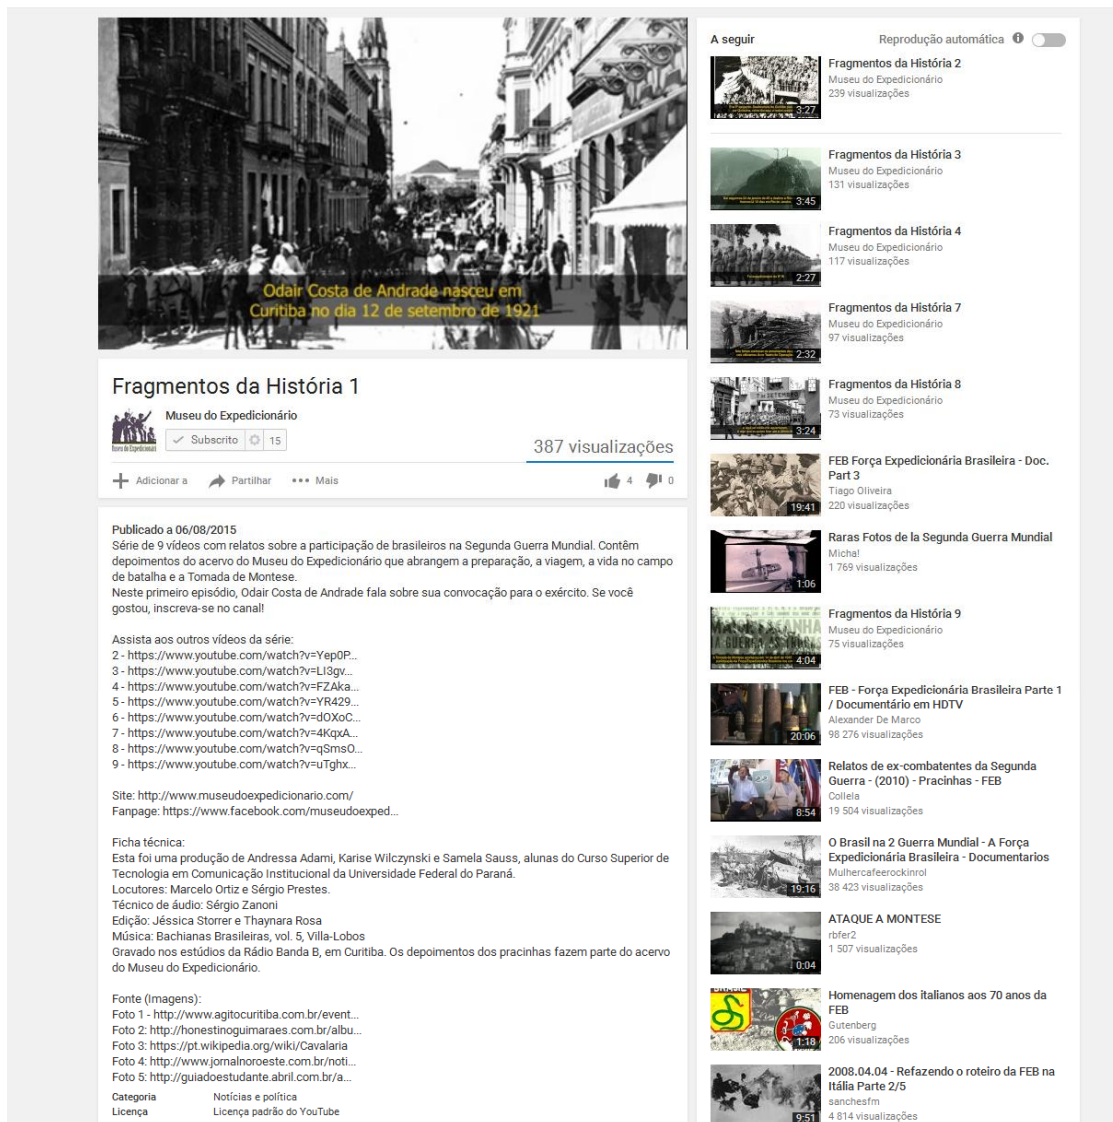 Odair Costa de Andrade nasceu em
Curitiba no dia 12 de setembro de 1921
Fragmentos da História 1
Museu do Expedicionário
Subscrito 15
387 visualizações
Adicionar a Partilhar Mais
4 0
Publicado a 06/08/2015
Série de 9 vídeos com relatos sobre a participação de brasileiros na Segunda Guerra Mundial. Contêm
depoimentos do acervo do Museu do Expedicionário que abrangem a preparação, a viagem, a vida no campo
de batalha e a Tomada de Montese.
Neste primeiro episódio, Odair Costa de Andrade fala sobre sua convocação para o exército. Se você
gostou, inscreva-se no canal!
Assista aos outros vídeos da série:
2 - https://www.youtube.com/watch?v=Yep0P...
3 - https://www.youtube.com/watch?v=LI3gv...
4 - https://www.youtube.com/watch?v=FZAka...
5 - https://www.youtube.com/watch?v=YR429...
6 - https://www.youtube.com/watch?v=dOXoC...
7 - https://www.youtube.com/watch?v=4KqxA...
8 - https://www.youtube.com/watch?v=qSmsO...
9 - https://www.youtube.com/watch?v=uTghx...
Site: http://www.museudoexpedicionario.com/
Fanpage: https://www.facebook.com/museudoexped...
Ficha técnica:
Esta foi uma produção de Andressa Adami, Karise Wilczynski e Samela Sauss, alunas do Curso Superior de
Tecnologia em Comunicação Institucional da Universidade Federal do Paraná.
Locutores: Marcelo Ortiz e Sérgio Prestes.
Técnico de áudio: Sérgio Zanoni
Edição: Jéssica Storrer e Thaynara Rosa
Música: Bachianas Brasileiras, vol. 5, Villa-Lobos
Gravado nos estúdios da Rádio Banda B, em Curitiba. Os depoimentos dos pracinhas fazem parte do acervo
do Museu do Expedicionário.
Fonte (Imagens):
Foto 1 - http://www.agitocuritiba.com.br/event...
Foto 2: http://honestinoguimaraes.com.br/albu...
Foto 3: https://pt.wikipedia.org/wiki/Cavalaria
Foto 4: http://www.jornalnoroeste.com.br/noti...
Foto 5: http://guiadoestudante.abril.com.br/a...
Categoria Notícias e política
Licença Licença padrão do YouTube
A seguir Reprodução automática
Fragmentos da História 2
Museu do Expedicionário
239 visualizações
3:27
Fragmentos da História 3
Museu do Expedicionário
131 visualizações
3:45
Fragmentos da História 4
Museu do Expedicionário
117 visualizações
2:27
Fragmentos da História 7
Museu do Expedicionário
97 visualizações
2:32
Fragmentos da História 8
Museu do Expedicionário
73 visualizações
3:24
FEB Força Expedicionária Brasileira - Doc.
Part 3
Tiago Oliveira
220 visualizações
19:41
Raras Fotos de la Segunda Guerra Mundial
Micha!
1 769 visualizações
1:06
Fragmentos da História 9
Museu do Expedicionário
75 visualizações
4:04
FEB - Força Expedicionária Brasileira Parte 1
/ Documentário em HDTV
Alexander De Marco
98 276 visualizações
20:06
Relatos de ex-combatentes da Segunda
Guerra - (2010) - Pracinhas - FEB
Collela
19 504 visualizações
8:54
O Brasil na 2 Guerra Mundial - A Força
Expedicionária Brasileira - Documentarios
Mulhercafeerockinrol
38 423 visualizações
19:16
ATAQUE A MONTESE
rbfer2
1 507 visualizações
0:04
Homenagem dos italianos aos 70 anos da
FEB
Gutenberg
206 visualizações
1:18
2008.04.04 - Refazendo o roteiro da FEB na
Itália Parte 2/5
sanchesfm
4 814 visualizações
9:51